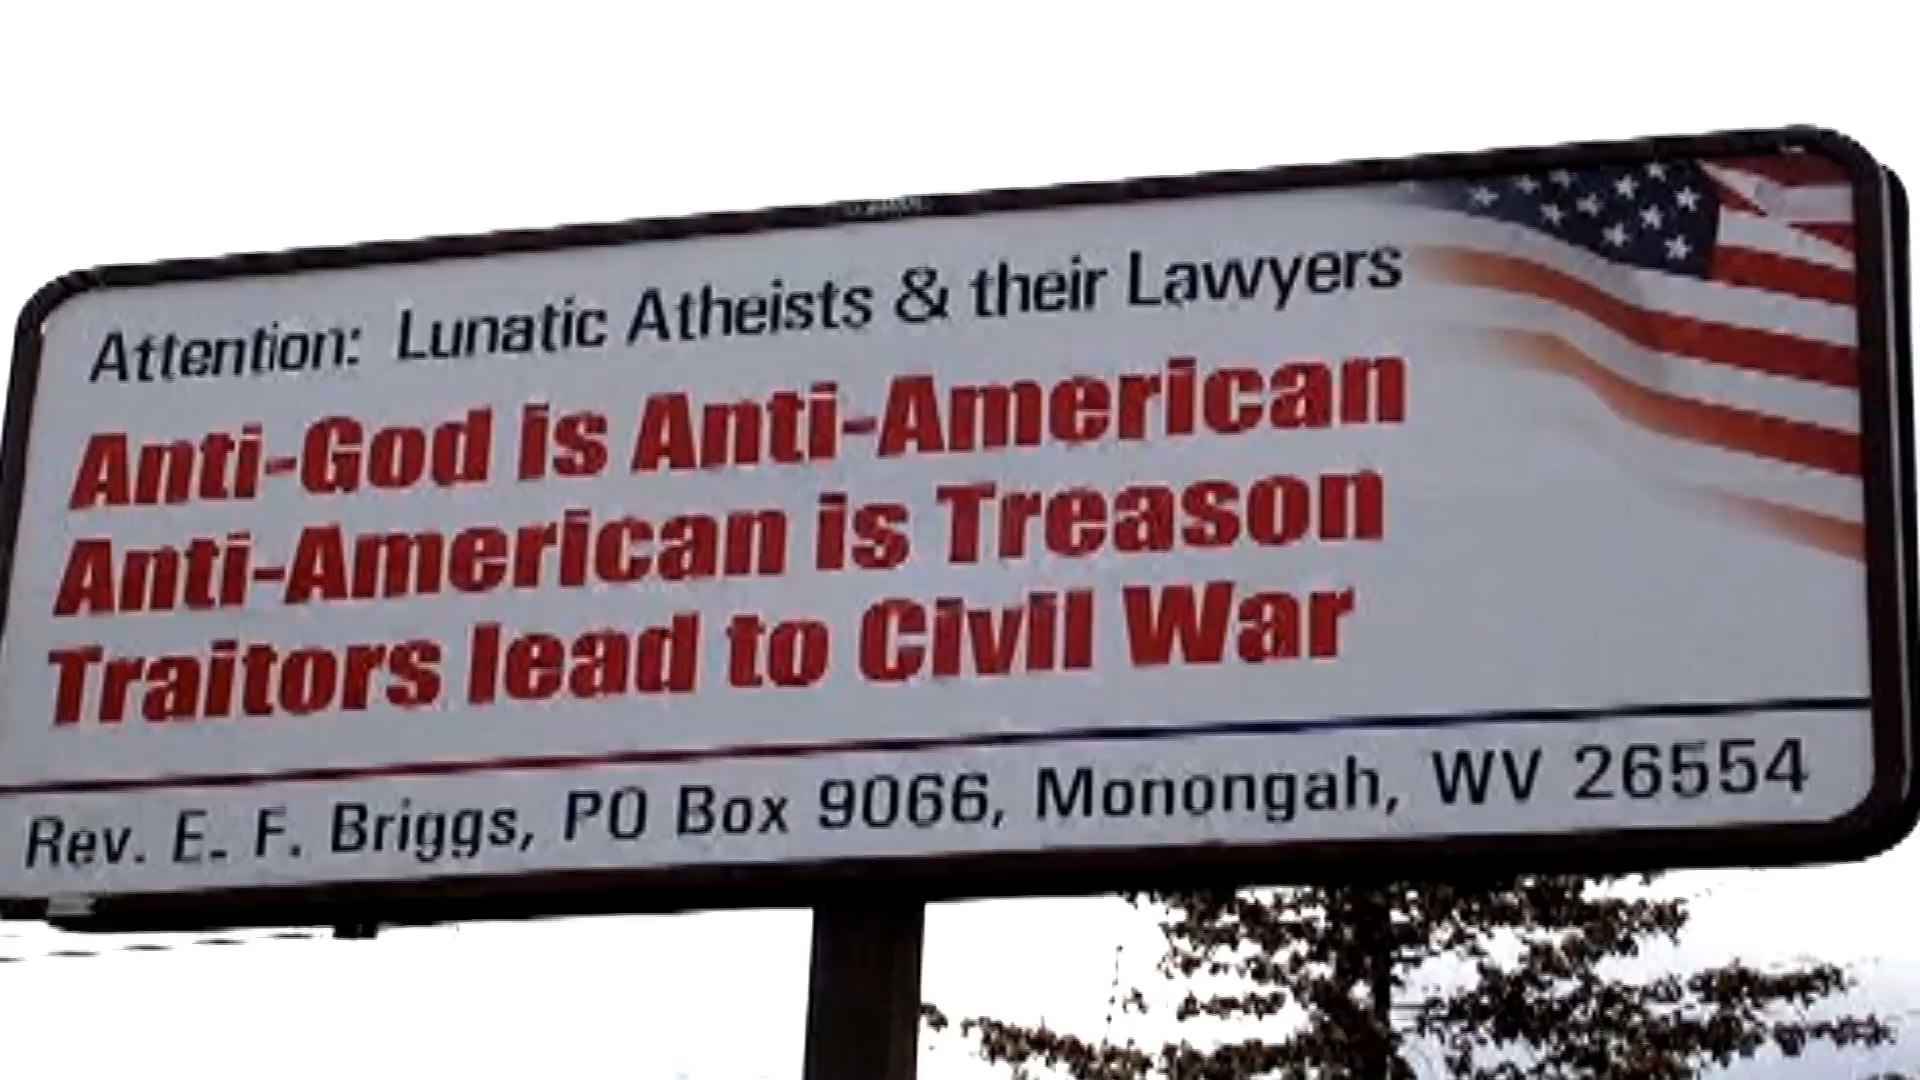 Attention: Lunatic Atheists & their Lawyers
Anti-God is Anti-American
Anti-American is Treason
Traitors lead to Civil War
Rev. E. F. Briggs, PO Box 9066, Monongah, WV 26554